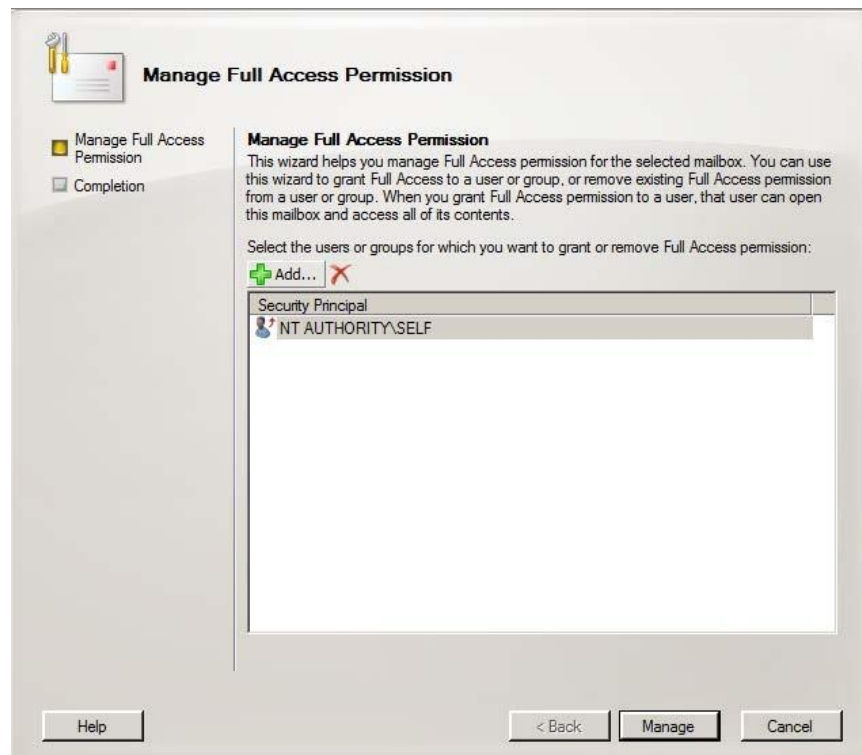 Manage Full Access Permission
Manage Full Access
Permission
Completion
Manage Full Access Permission
This wizard helps you manage Full Access permission for the selected mailbox. You can use
this wizard to grant Full Access to a user or group, or remove existing Full Access permission
from a user or group. When you grant Full Access permission to a user, that user can open
this mailbox and access all of its contents.
Select the users or groups for which you want to grant or remove Full Access permission:
Add...
Security Principal
NT AUTHORITY\SELF
Help
< Back
Manage
Cancel